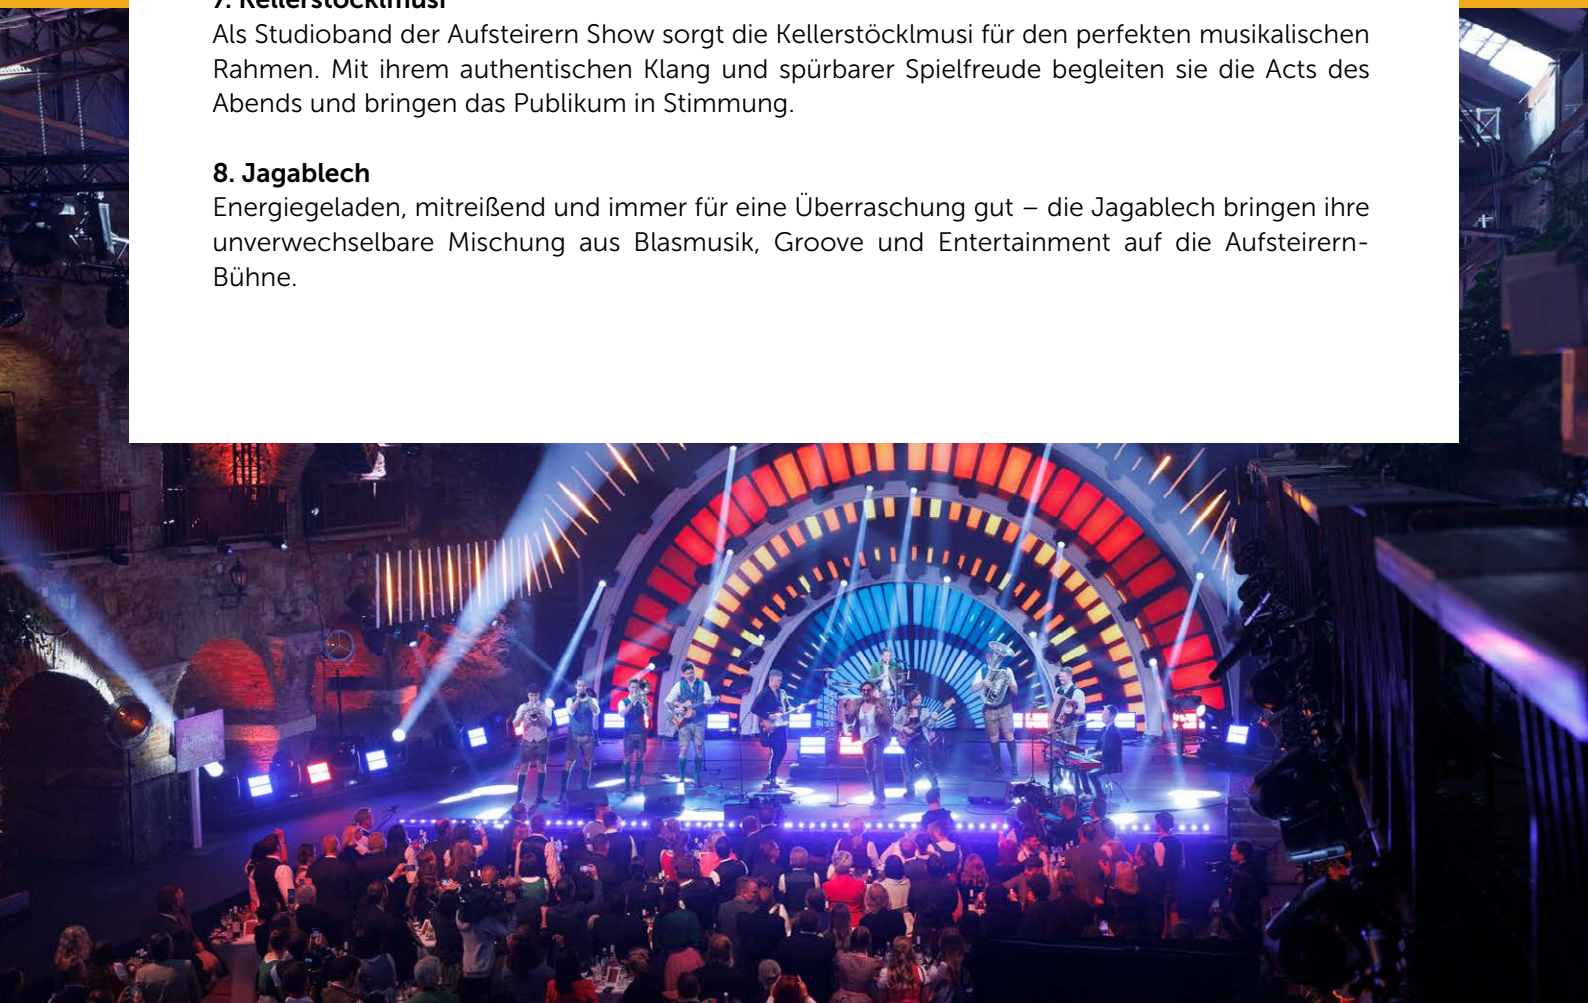 7. Kellerstöcklmusi
Als Studioband der Aufsteirern Show sorgt die Kellerstöcklmusi für den perfekten musikalischen
Rahmen. Mit ihrem authentischen Klang und spürbarer Spielfreude begleiten sie die Acts des
Abends und bringen das Publikum in Stimmung.
8. Jagablech
Energiegeladen, mitreißend und immer für eine Überraschung gut – die Jagablech bringen ihre
unverwechselbare Mischung aus Blasmusik, Groove und Entertainment auf die Aufsteirern-
Bühne.